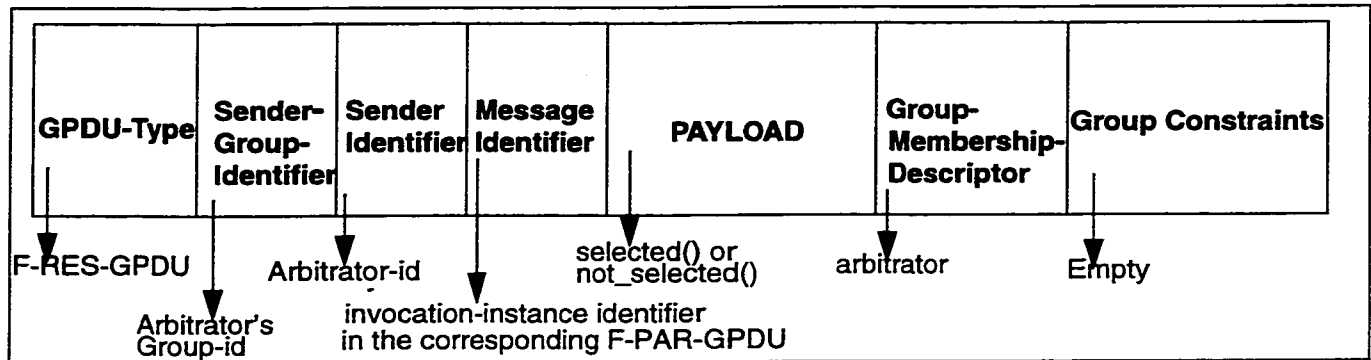 GPDU-Type
Sender-
Group-
Identifier
Sender
Identifier
Message
Identifier
PAYLOAD
Group-
Membership-
Descriptor
Group Constraints
F-RES-GPDU
Arbitrator's
Group-id
Arbitrator-id
invocation-instance identifier
in the corresponding F-PAR-GPDU
selected() or
not_selected()
arbitrator
Empty